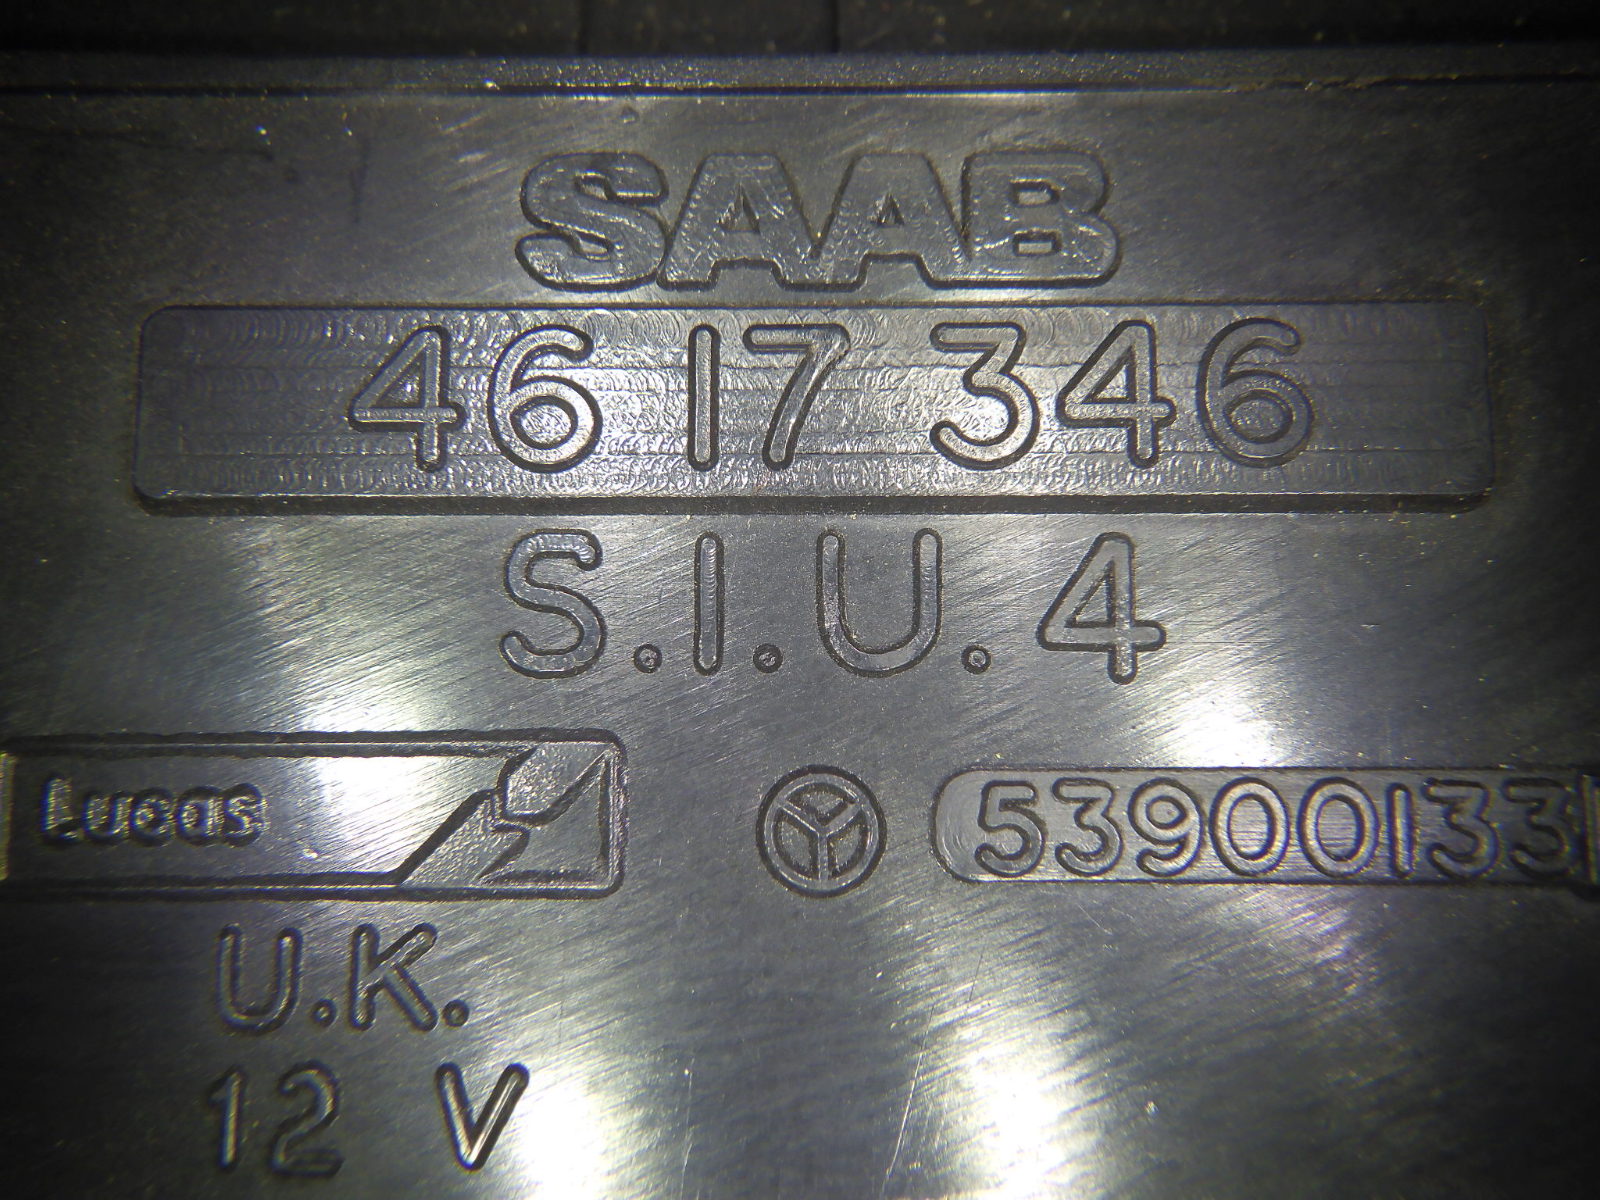 SAAB
46 17 346
S.I.U.4
Lucas 53900133
U.K.
12 V